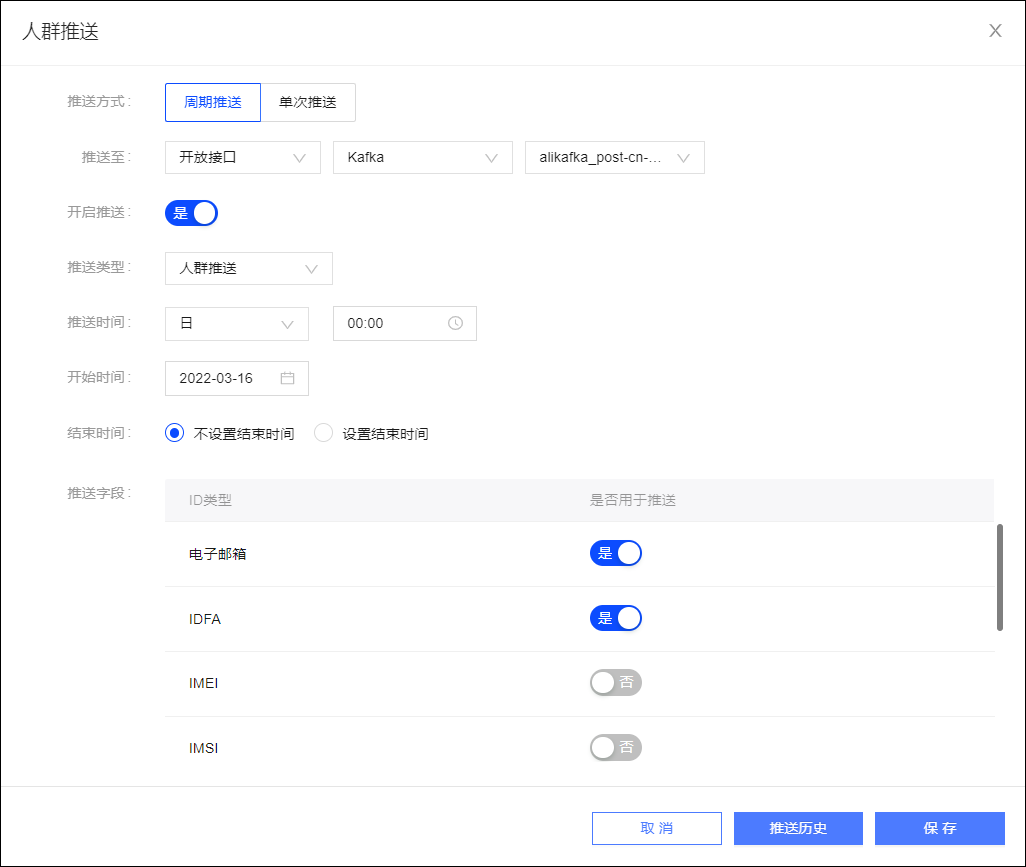 人群推送
推送方式: 周期推送 单次推送
推送至: 开放接口 Kafka alikafka_post-cn-...
开启推送: 是
推送类型: 人群推送
推送时间: 日 00:00
开始时间: 2022-03-16
结束时间: 不设置结束时间 设置结束时间
推送字段: ID类型 是否用于推送
电子邮箱 是
IDFA 是
IMEI 否
IMSI 否
取 消 推送历史 保 存